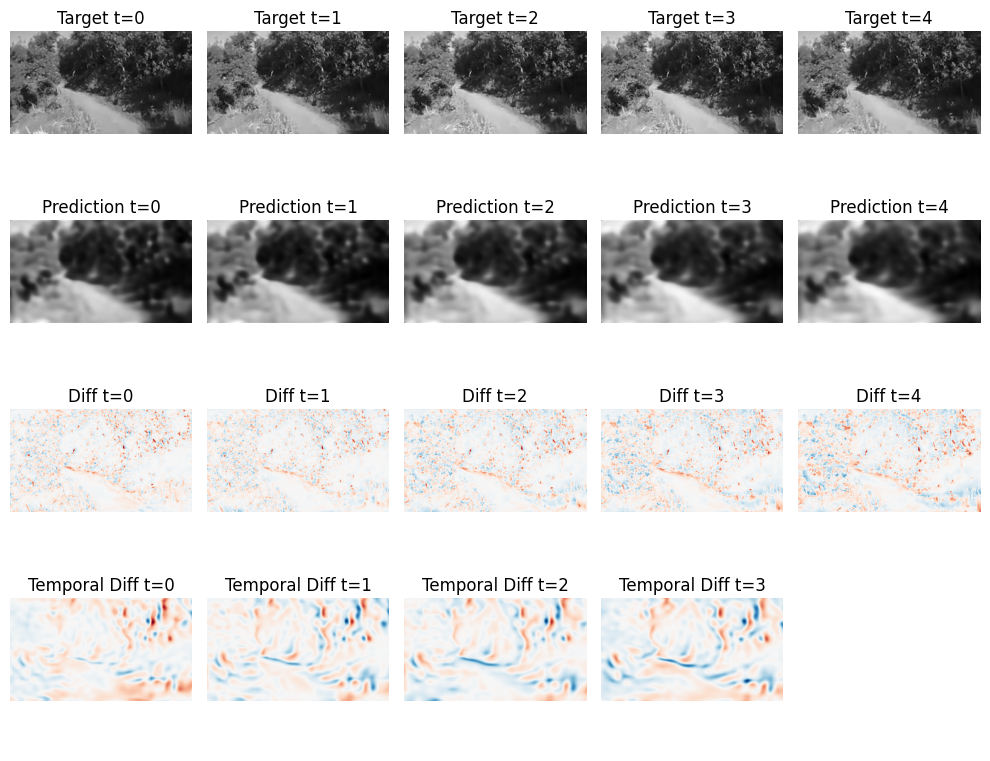 Target t=0 Target t=1 Target t=2 Target t=3 Target t=4
Prediction t=0 Prediction t=1 Prediction t=2 Prediction t=3 Prediction t=4
Diff t=0 Diff t=1 Diff t=2 Diff t=3 Diff t=4
Temporal Diff t=0 Temporal Diff t=1 Temporal Diff t=2 Temporal Diff t=3